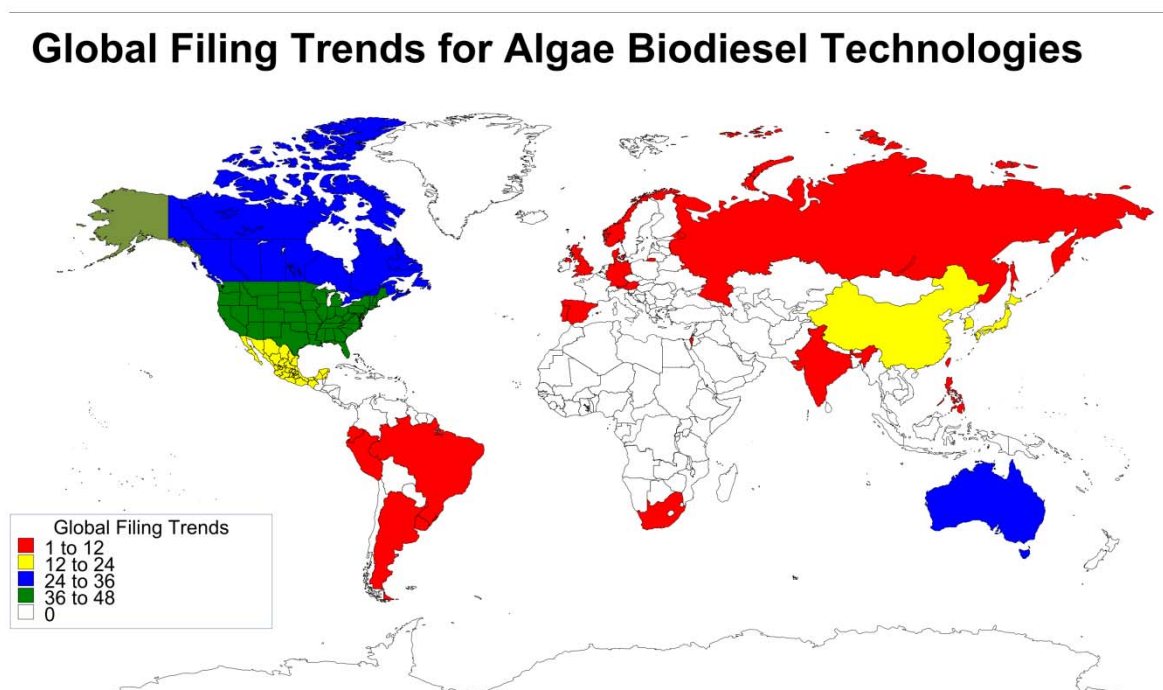 Global Filing Trends for Algae Biodiesel Technologies
Global Filing Trends
1 to 12
12 to 24
24 to 36
36 to 48
0